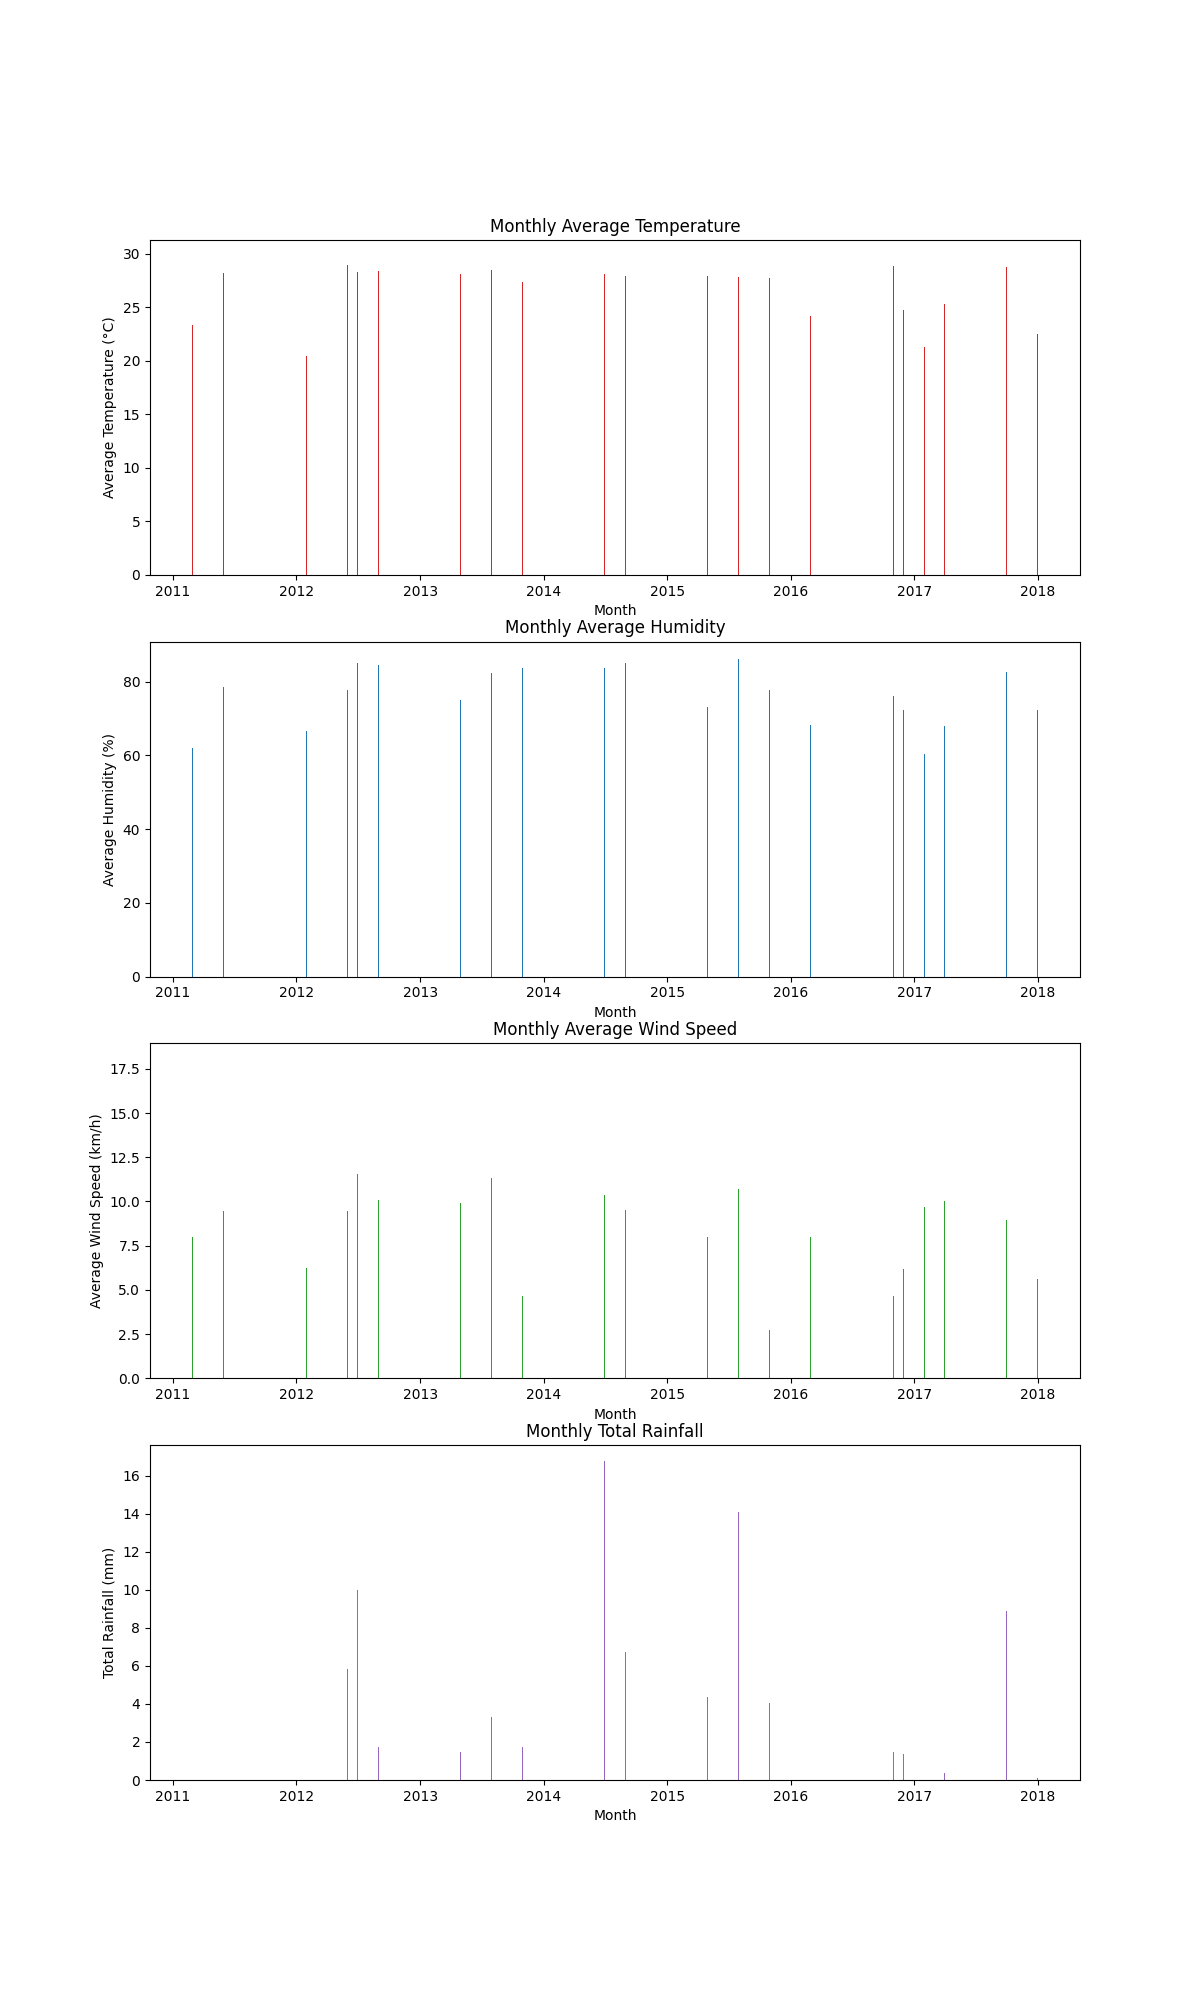 Monthly Average Temperature
30
25
20
15
10
5
0
Average Temperature (°C)
2011 2012 2013 2014 2015 2016 2017 2018
Month
Monthly Average Humidity
80
60
40
20
0
Average Humidity (%)
2011 2012 2013 2014 2015 2016 2017 2018
Month
Monthly Average Wind Speed
17.5
15.0
12.5
10.0
7.5
5.0
2.5
0.0
Average Wind Speed (km/h)
2011 2012 2013 2014 2015 2016 2017 2018
Month
Monthly Total Rainfall
16
14
12
10
8
6
4
2
0
Total Rainfall (mm)
2011 2012 2013 2014 2015 2016 2017 2018
Month